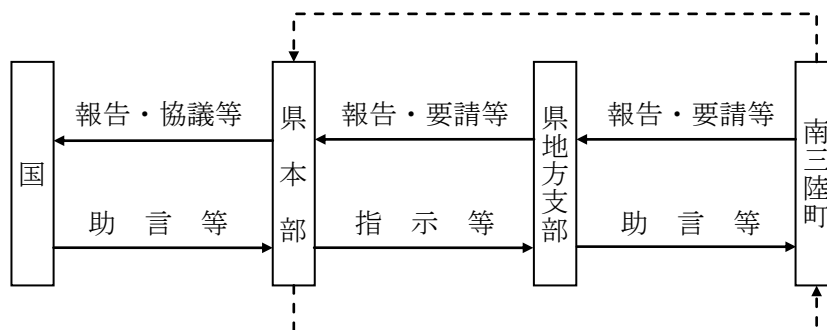 国
報告・協議等
助言等
県本部
報告・要請等
指示等
県地方支部
報告・要請等
助言等
南三陸町